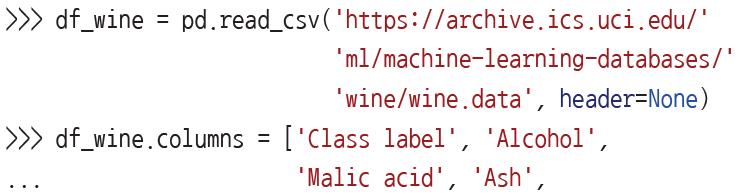 >>> df_wine = pd.read_csv('https://archive.ics.uci.edu/'
'ml/machine-learning-databases/'
'wine/wine.data', header=None)
>>> df_wine.columns = ['Class label', 'Alcohol',
... 'Malic acid', 'Ash',